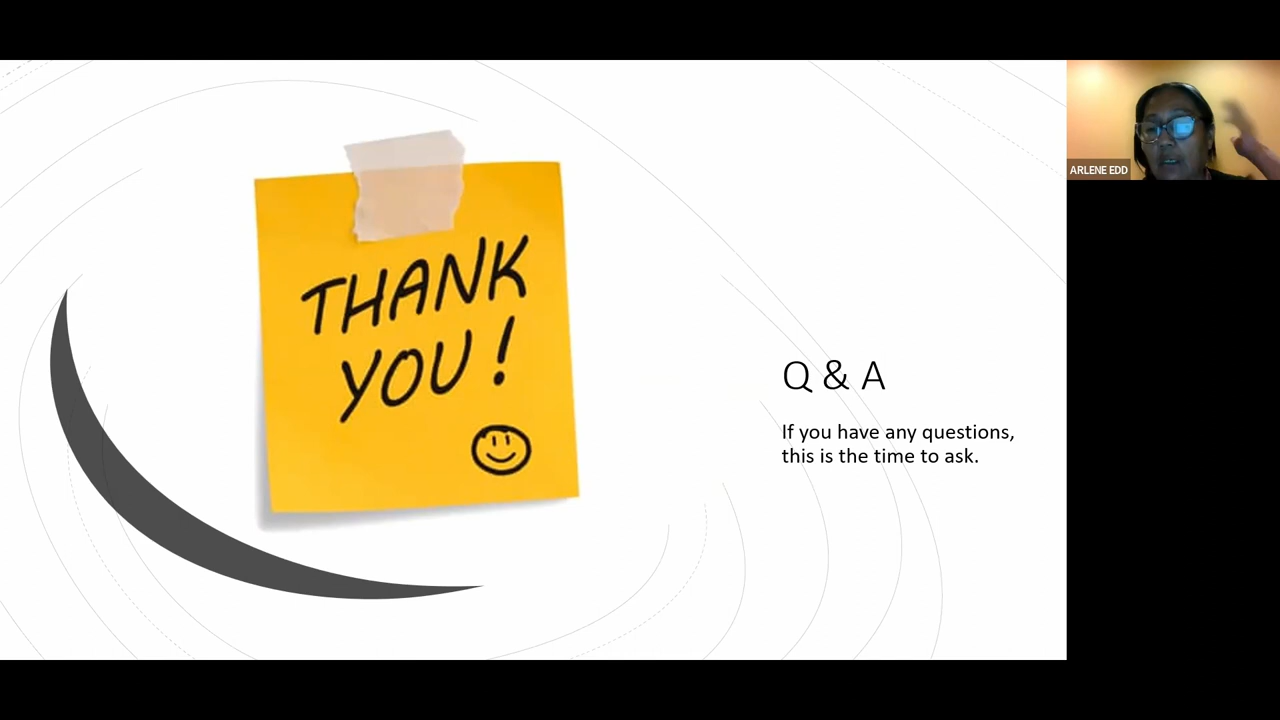 THANK
YOU!
Q & A
If you have any questions,
this is the time to ask.
ARLENE EDD